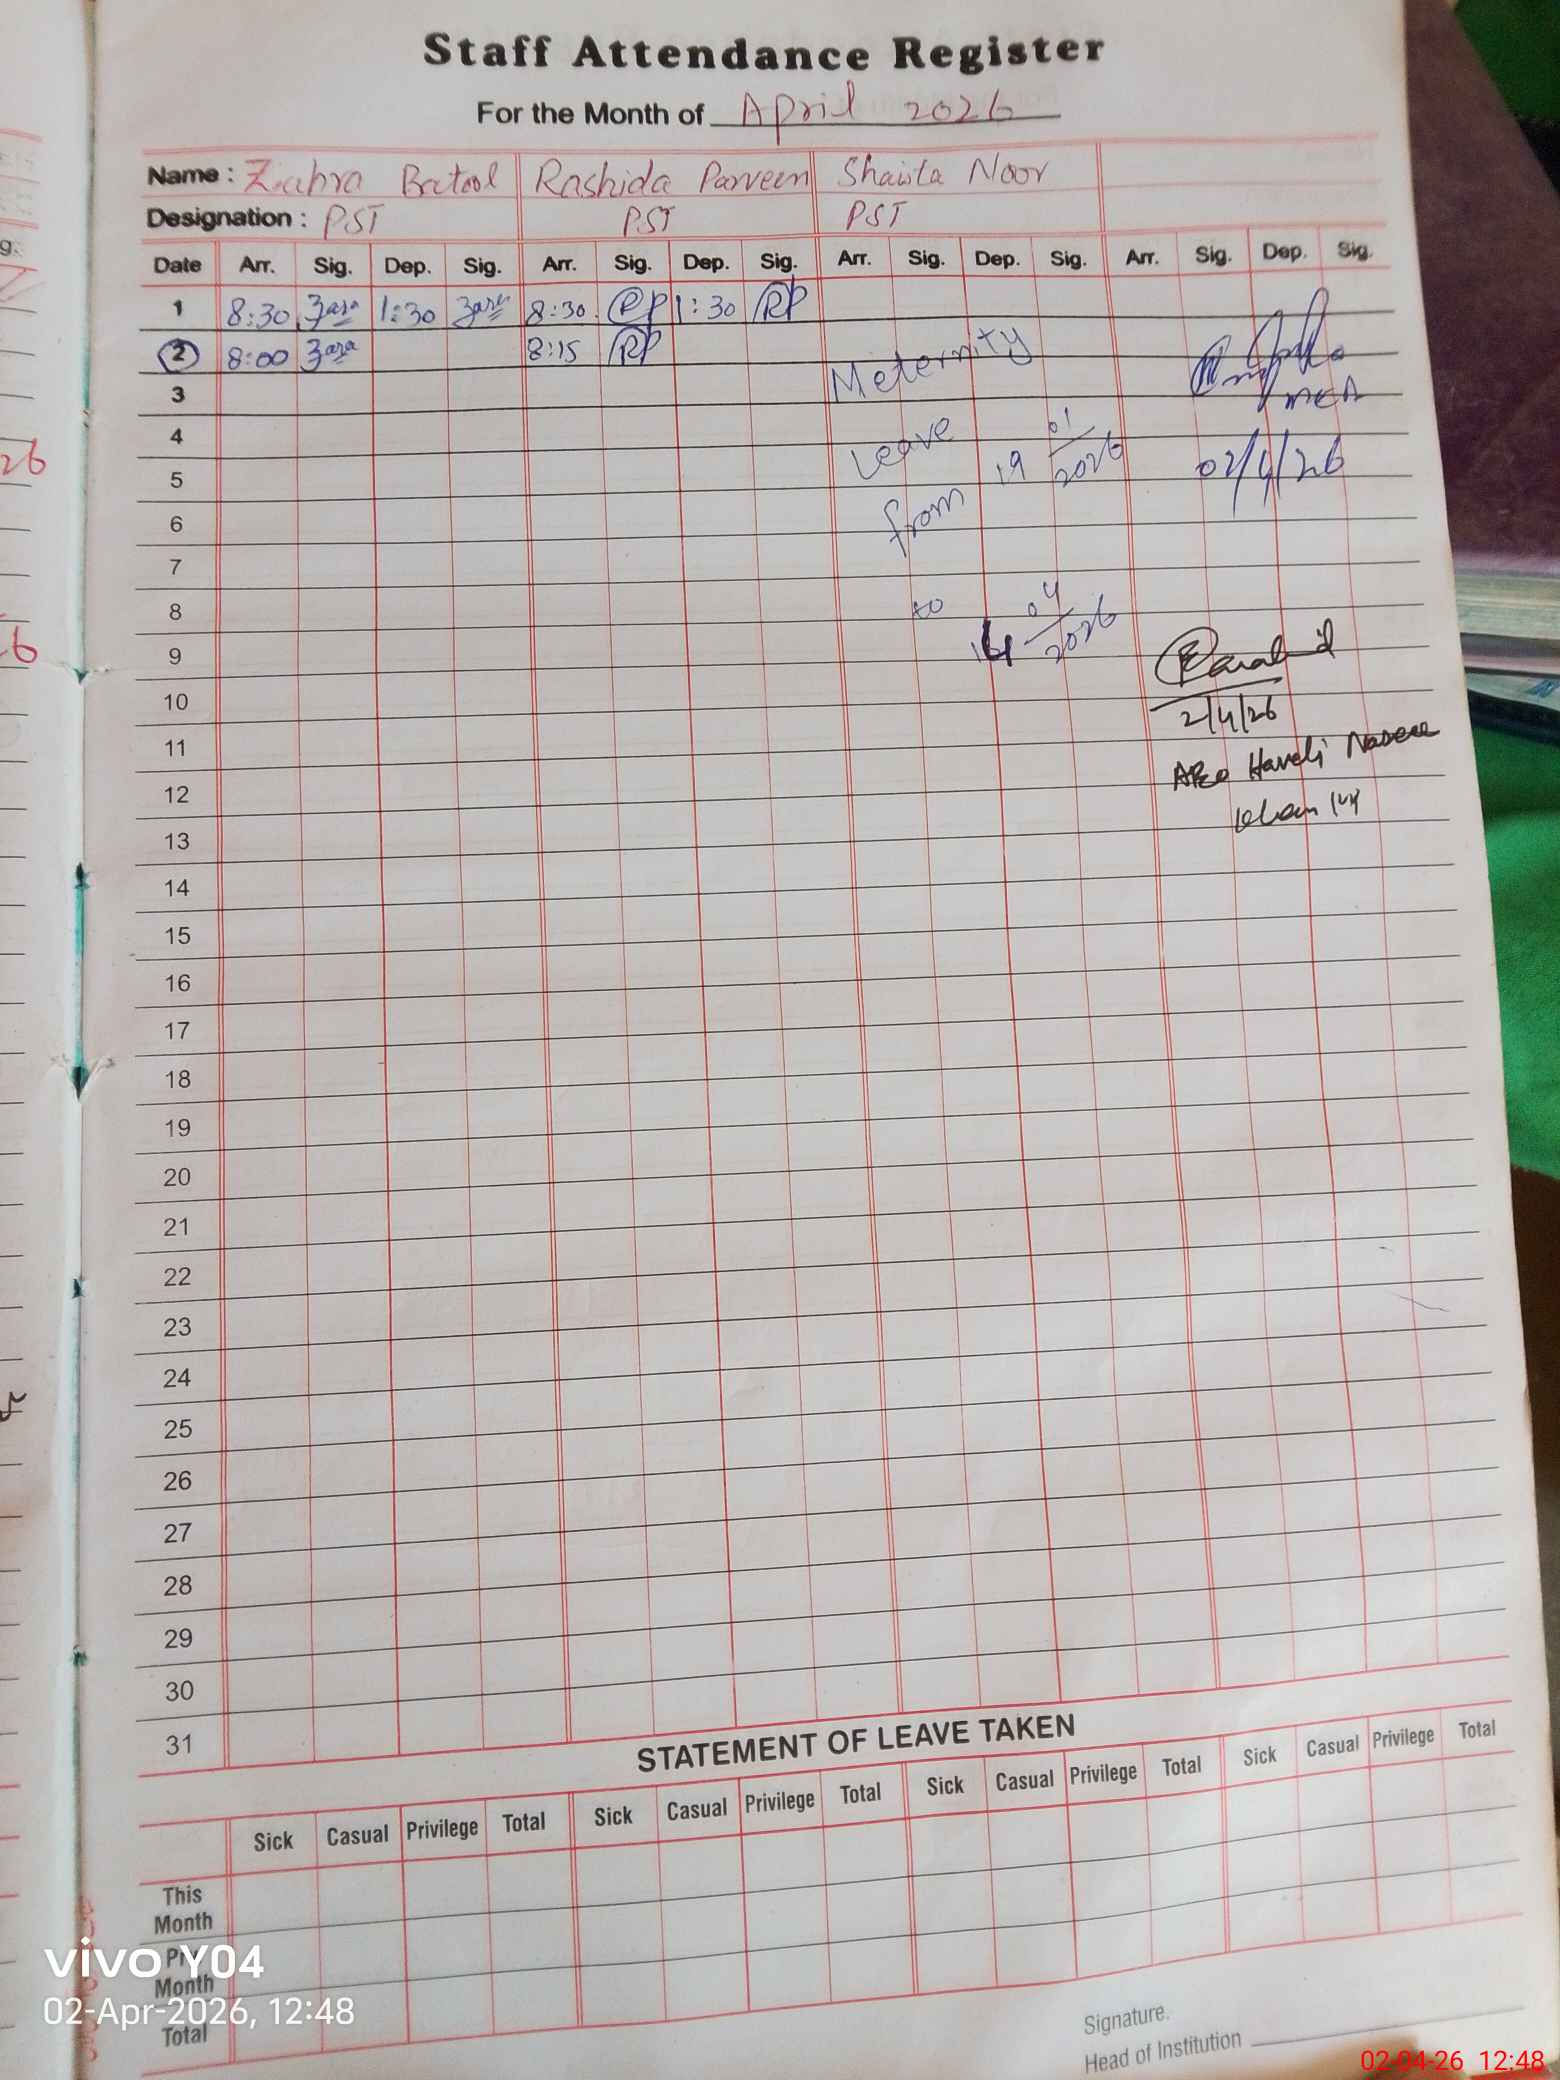 Staff Attendance Register
For the Month of April 2026
Name : Zahra Batool Rashida Parveen Shawita Noor
Designation : PST PST PST
Date Arr. Sig. Dep. Sig. Arr. Sig. Dep. Sig. Arr. Sig. Dep. Sig. Arr. Sig. Dep. Sig.
1 8:30 Zara 1:30 Zara 8:30 RP 1:30 RP
2 8:00 Zara 8:15 RP
3
4
5
6
7
8
9
10
11
12
13
14
15
16
17
18
19
20
21
22
23
24
25
26
27
28
29
30
31
Meternity
Leave
from 19 01/2026
to 04/2026
MEA
02/4/26
2/4/26
Haveli Naseer
STATEMENT OF LEAVE TAKEN
Sick Casual Privilege Total Sick Casual Privilege Total Sick Casual Privilege Total Sick Casual Privilege Total
This
Month
Month
Total
Signature.
Head of Institution
26
vivo Y04
02-Apr-2026, 12:48
02-04-26 12:48